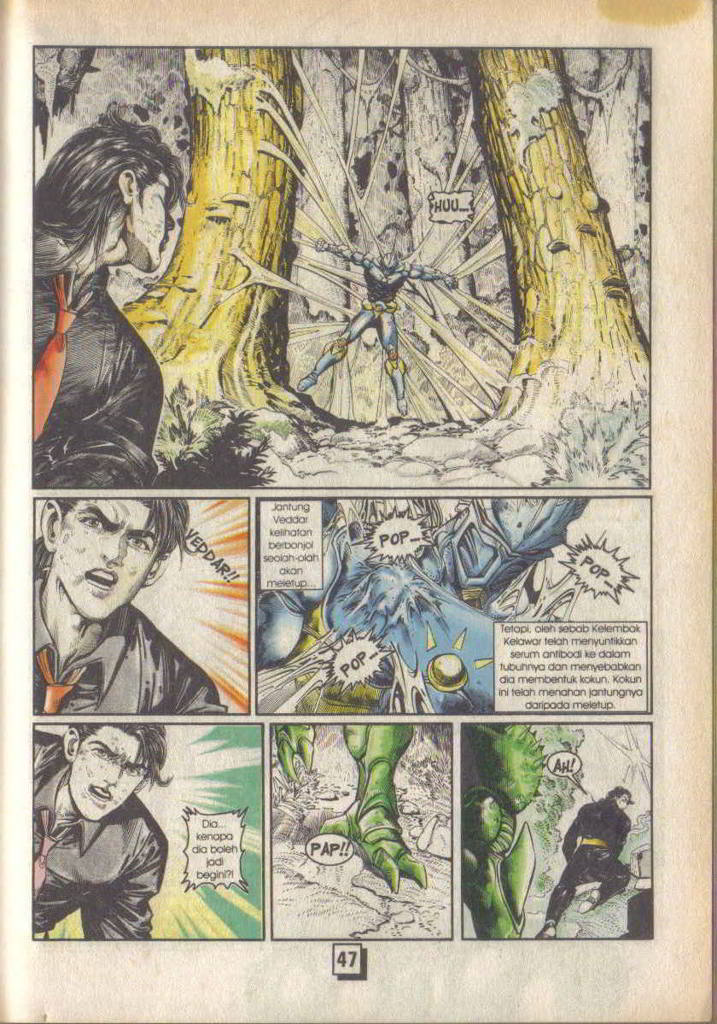 HUU...
VEDDAR!!
Jantung
Veddar
kelihatan
berbonjol
seolah-olah
akan
meletup...
POP...
POP...
POP...
Tetapi, oleh sebab Kelembak
Kelawar telah menyuntikkan
serum antibodi ke dalam
tubuhnya dan menyebabkan
dia membentuk kokun. Kokun
ini telah menahan jantungnya
daripada meletup.
Dia...
kenapa
dia boleh
jadi
begini?!
PAP!!
AH!
47